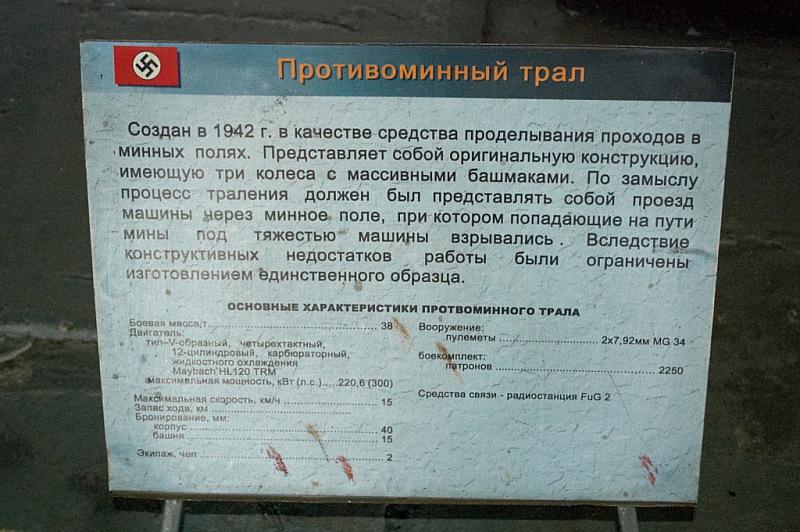 Противоминный трал
Создан в 1942 г. в качестве средства проделывания проходов в
минных полях. Представляет собой оригинальную конструкцию,
имеющую три колеса с массивными башмаками. По замыслу
процесс траления должен был представлять собой проезд
машины через минное поле, при котором попадающие на пути
мины под тяжестью машины взрывались. Вследствие
конструктивных недостатков работы были ограничены
изготовлением единственного образца.
ОСНОВНЫЕ ХАРАКТЕРИСТИКИ ПРОТВОМИННОГО ТРАЛА
Боевая масса,т 38
Двигатель:
тип–V-образный, четырехтактный,
12-цилиндровый, карбюраторный,
жидкостного охлаждения
Maybach HL120 TRM
максимальная мощность, кВт (л.с.) 220,6 (300)
Максимальная скорость, км/ч 15
Запас хода, км
Бронирование, мм:
корпус 40
башня 15
Экипаж, чел 2
Вооружение:
пулеметы 2x7,92мм MG 34
боекомплект:
патронов 2250
Средства связи - радиостанция FuG 2